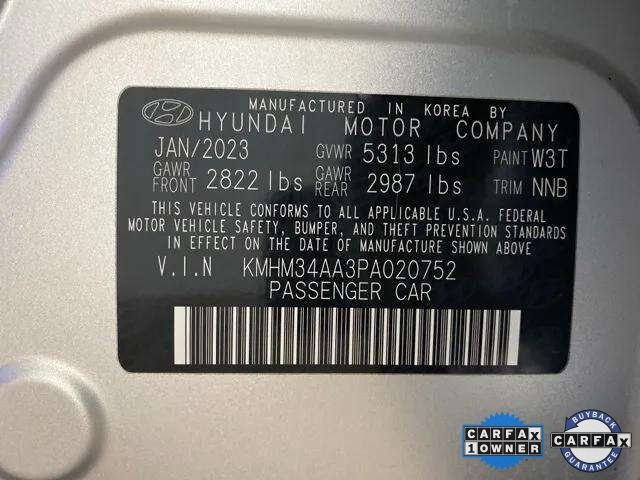 MANUFACTURED IN KOREA BY
HYUNDAI MOTOR COMPANY
JAN/2023 GVWR 5313 lbs PAINT W3T
GAWR FRONT 2822 lbs GAWR REAR 2987 lbs TRIM NNB
THIS VEHICLE CONFORMS TO ALL APPLICABLE U.S.A. FEDERAL
MOTOR VEHICLE SAFETY, BUMPER, AND THEFT PREVENTION STANDARDS
IN EFFECT ON THE DATE OF MANUFACTURE SHOWN ABOVE.
V.I.N KMHM34AA3PA020752
PASSENGER CAR
CARFAX
1 OWNER
BUYBACK
CARFAX
GUARANTEE